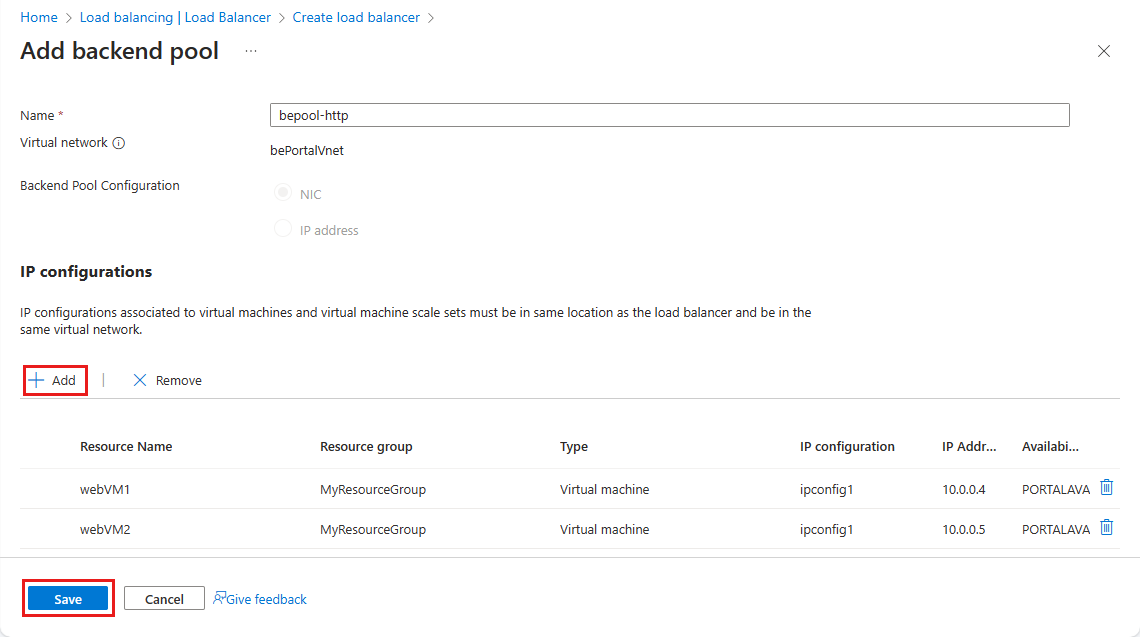 Home > Load balancing | Load Balancer > Create load balancer >
Add backend pool ...
Name *
bepool-http
Virtual network
bePortalVnet
Backend Pool Configuration
NIC
IP address
IP configurations
IP configurations associated to virtual machines and virtual machine scale sets must be in same location as the load balancer and be in the
same virtual network.
Add | Remove
Resource Name Resource group Type IP configuration IP Addr... Availabi...
webVM1 MyResourceGroup Virtual machine ipconfig1 10.0.0.4 PORTALAVA
webVM2 MyResourceGroup Virtual machine ipconfig1 10.0.0.5 PORTALAVA
Save Cancel Give feedback